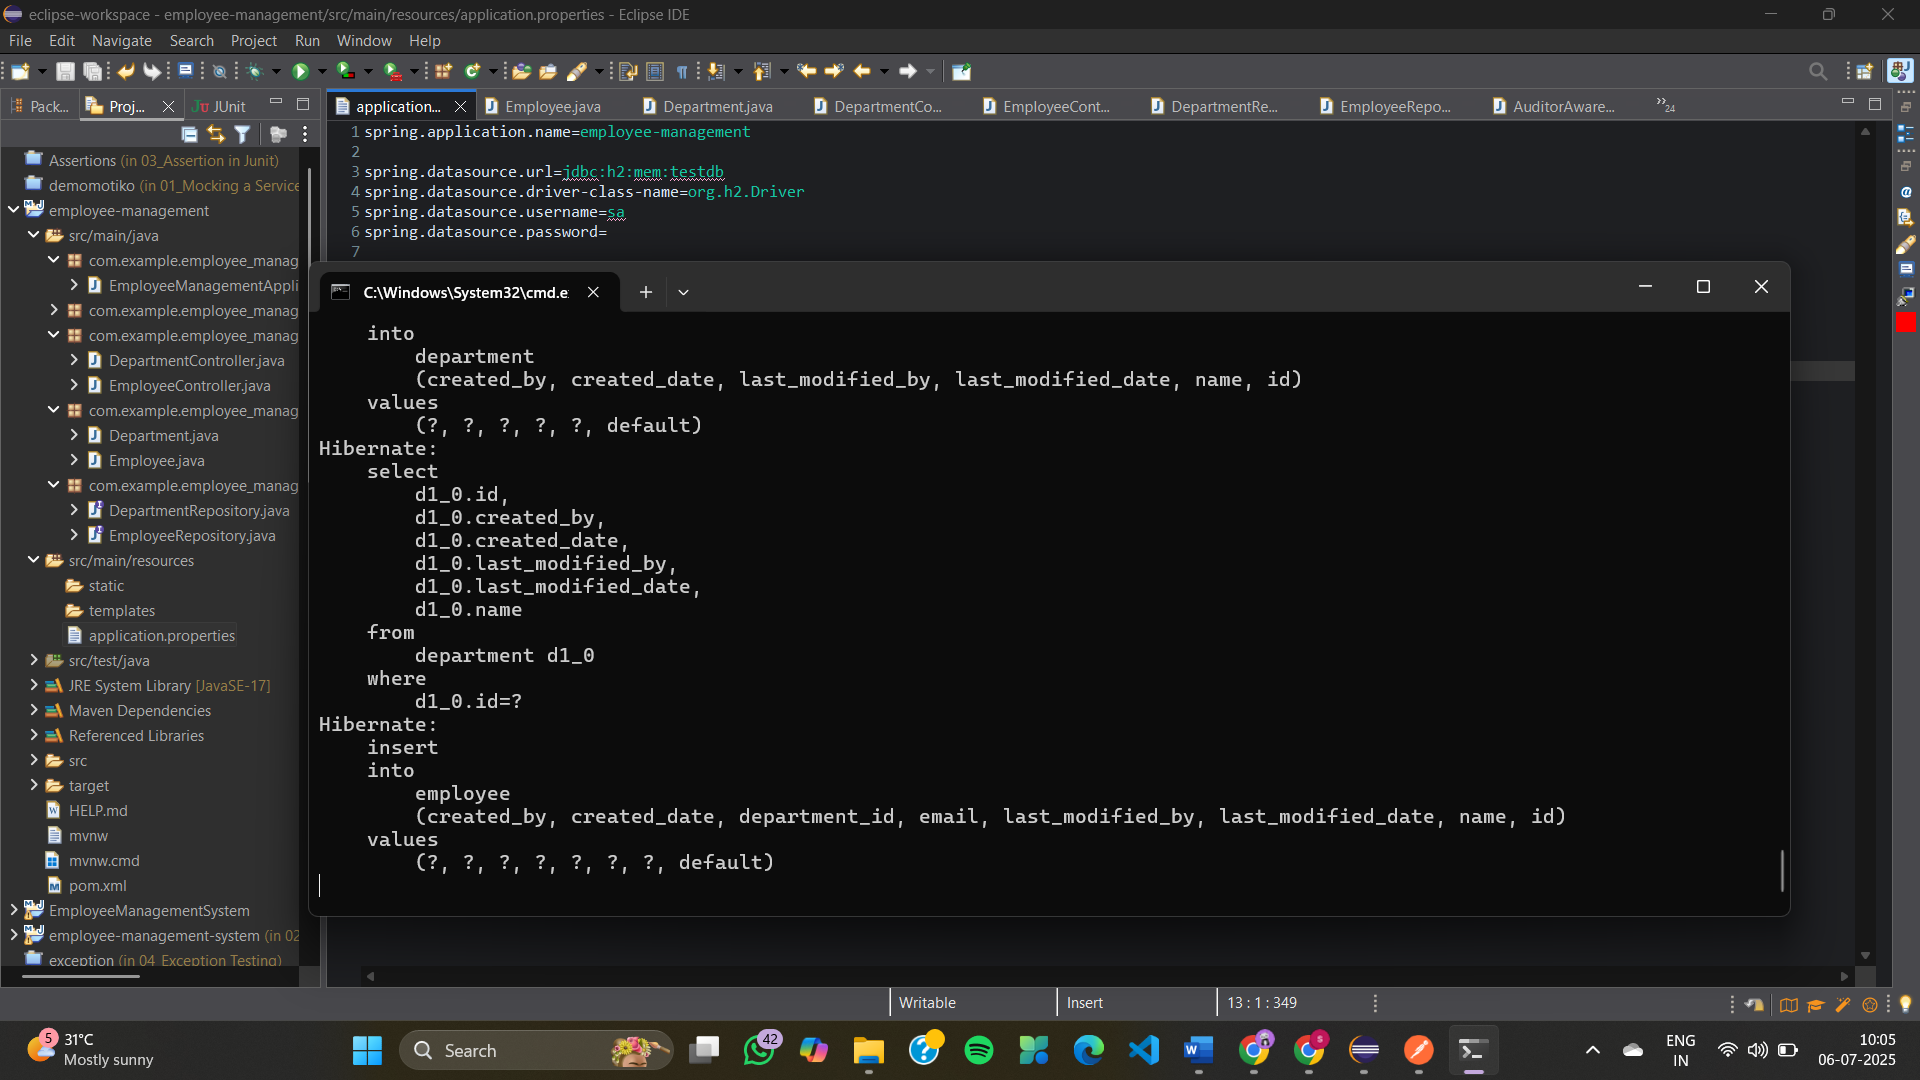 eclipse-workspace - employee-management/src/main/resources/application.properties - Eclipse IDE
File Edit Navigate Search Project Run Window Help
Pack... Proj... JUnit
application... Employee.java Department.java DepartmentCo... EmployeeCont... DepartmentRe... EmployeeRepo... AuditorAware... »24
Assertions (in 03_Assertion in Junit)
demomotiko (in 01_Mocking a Service
employee-management
src/main/java
com.example.employee_manag
EmployeeManagementAppli
com.example.employee_manag
com.example.employee_manag
DepartmentController.java
EmployeeController.java
com.example.employee_manag
Department.java
Employee.java
com.example.employee_manag
DepartmentRepository.java
EmployeeRepository.java
src/main/resources
static
templates
application.properties
src/test/java
JRE System Library [JavaSE-17]
Maven Dependencies
Referenced Libraries
src
target
HELP.md
mvnw
mvnw.cmd
pom.xml
EmployeeManagementSystem
employee-management-system (in 02
exception (in 04 Exception Testing)
1 spring.application.name=employee-management
2
3 spring.datasource.url=jdbc:h2:mem:testdb
4 spring.datasource.driver-class-name=org.h2.Driver
5 spring.datasource.username=sa
6 spring.datasource.password=
7
C:\Windows\System32\cmd.e
into
department
(created_by, created_date, last_modified_by, last_modified_date, name, id)
values
(?, ?, ?, ?, ?, default)
Hibernate:
select
d1_0.id,
d1_0.created_by,
d1_0.created_date,
d1_0.last_modified_by,
d1_0.last_modified_date,
d1_0.name
from
department d1_0
where
d1_0.id=?
Hibernate:
insert
into
employee
(created_by, created_date, department_id, email, last_modified_by, last_modified_date, name, id)
values
(?, ?, ?, ?, ?, ?, ?, default)
Writable Insert 13 : 1 : 349
5 31°C
Mostly sunny
Search
42
ENG
IN
10:05
06-07-2025